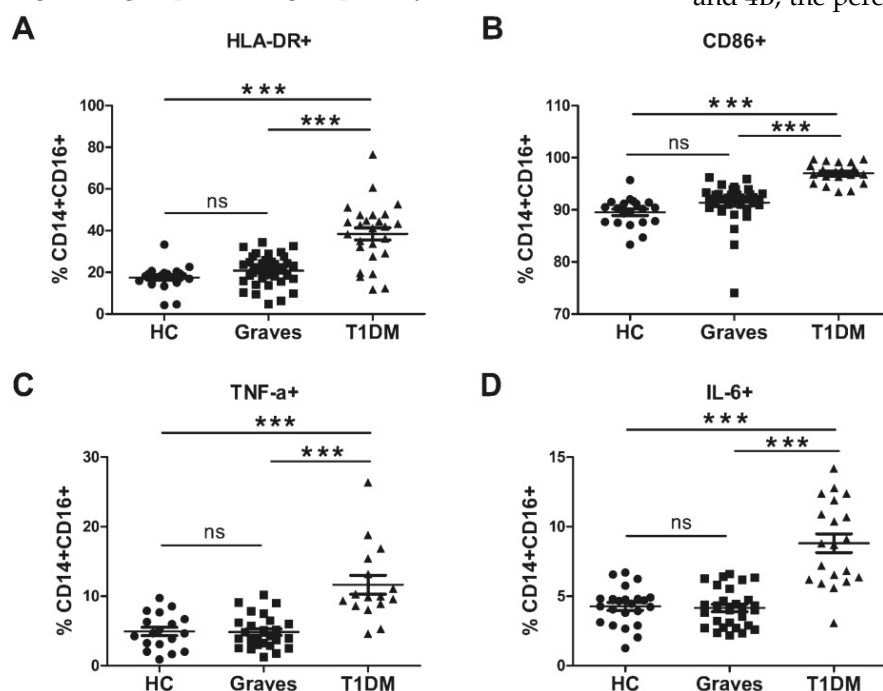 and 4b, the perc
A
HLA-DR+
% CD14+CD16+
100
80
60
40
20
0
***
***
ns
HC Graves T1DM
B
CD86+
% CD14+CD16+
110
100
90
80
70
***
***
ns
HC Graves T1DM
C
TNF-a+
% CD14+CD16+
30
20
10
0
***
***
ns
HC Graves T1DM
D
IL-6+
% CD14+CD16+
15
10
5
0
***
***
ns
HC Graves T1DM